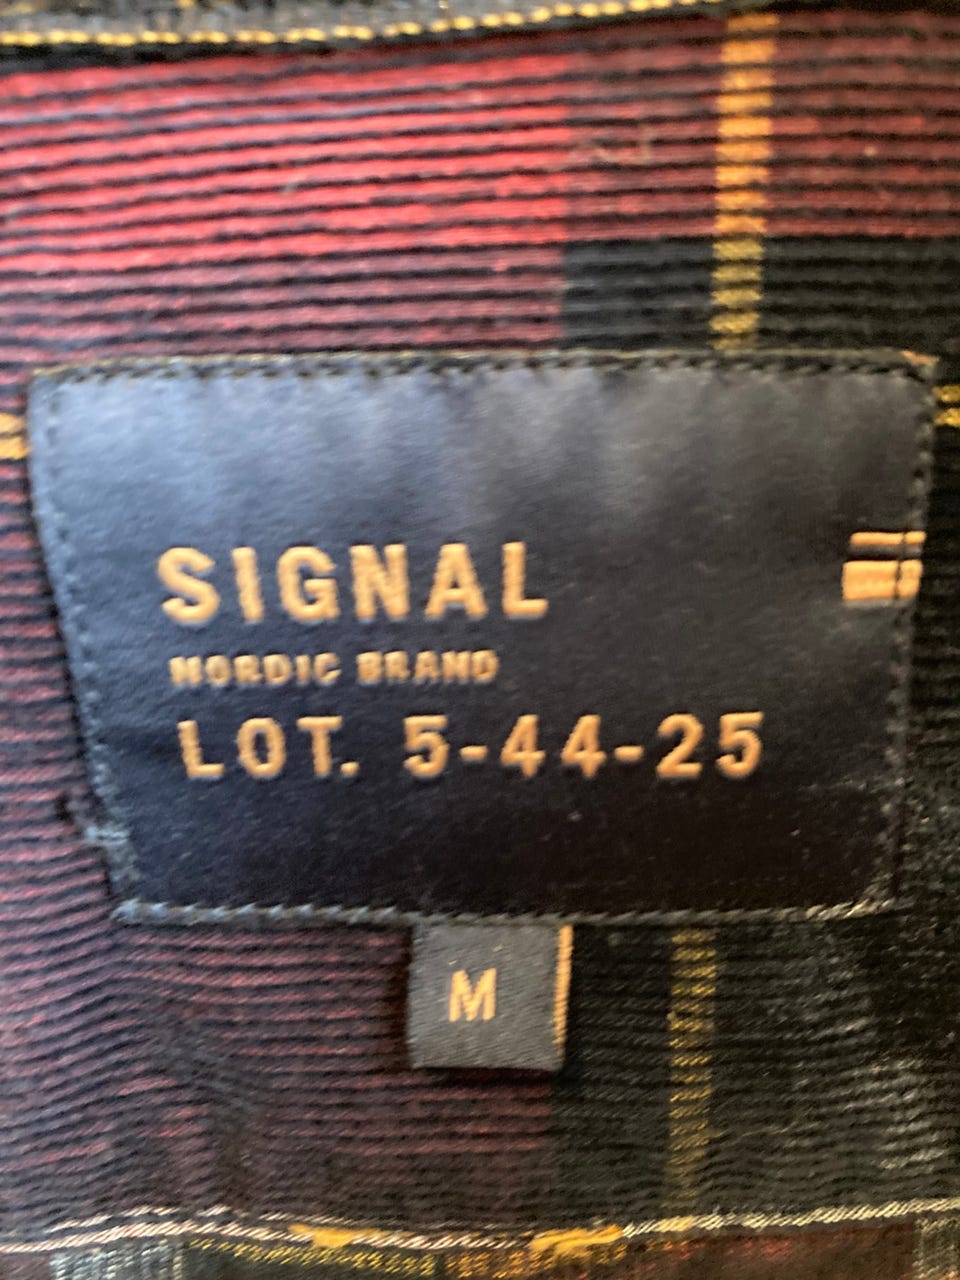 SIGNAL
NORDIC BRAND
LOT. 5-44-25
M